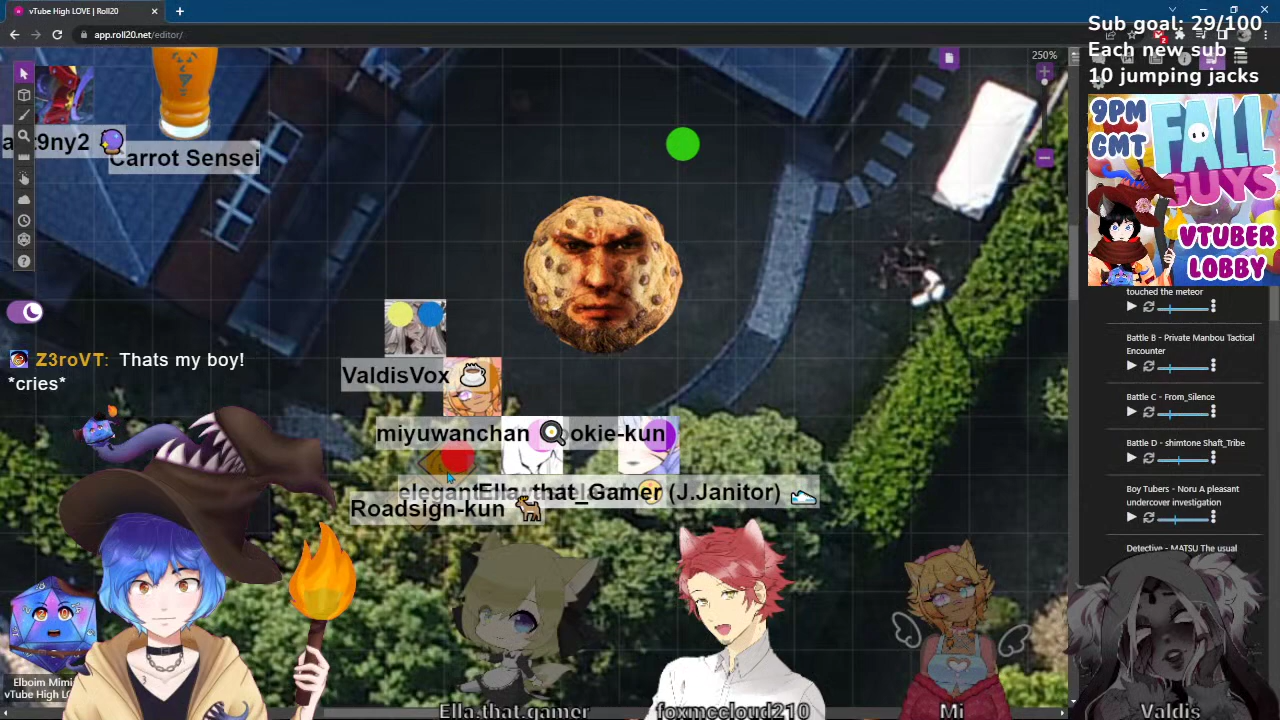 vTube High LOVE | Roll20
app.roll20.net/editor/
Sub goal: 29/100
Each new sub =
10 jumping jacks
250%
9PM
GMT
FALL
GUYS
VTUBER
LOBBY
9ny2
Carrot Sensei
touched the meteor
Battle B - Private Manbou Tactical
Encounter
Battle C - From_Silence
Battle D - shimtone Shaft_Tribe
Boy Tubers - Noru A pleasant
undercover investigation
Detective - MATSU The usual
Z3roVT: Thats my boy!
*cries*
ValdisVox
miyuwanchan
okie-kun
elegant
Ella_that_Gamer (J.Janitor)
Roadsign-kun
Elboim Mimi
vTube High
Ella.that.gamer
foxmccloud210
Mi
Valdis